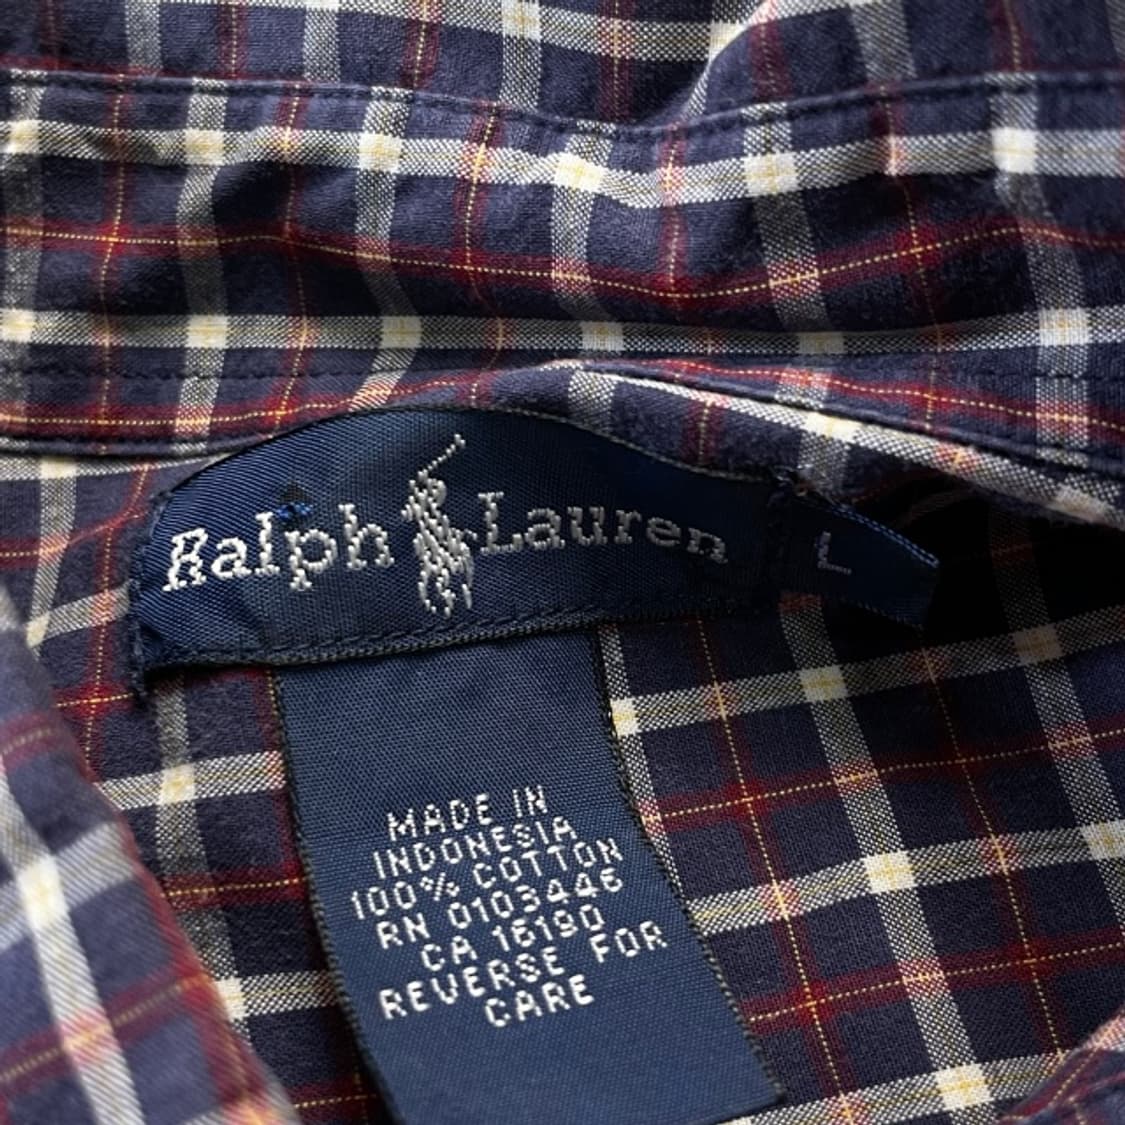 Ralph Lauren
L
MADE IN
INDONESIA
100% COTTON
RN 0103446
CA 16190
REVERSE FOR
CARE